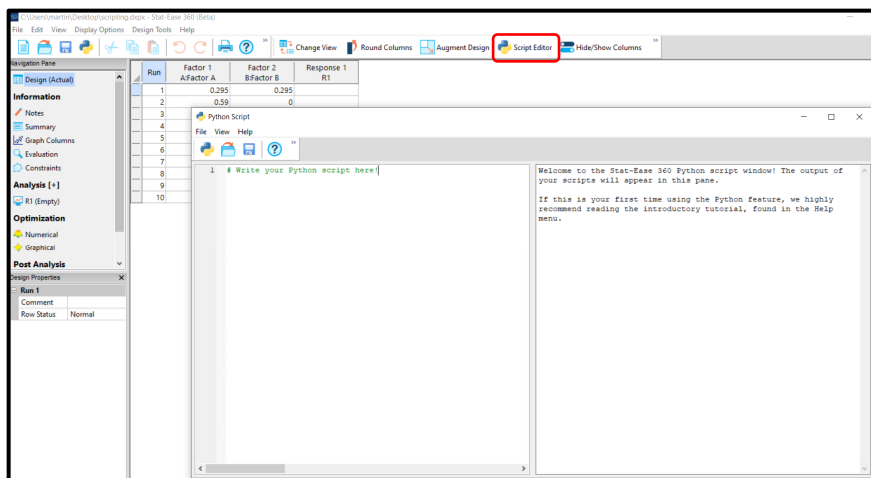 C:\Users\martin\Desktop\scripting.dxpx - Stat-Ease 360 (Beta)
File Edit View Display Options Design Tools Help Zoom
Change View Round Columns Augment Design Script Editor Hide/Show Columns
Navigation Pane
Design (Actual)
Information
Notes
Summary
Graph Columns
Evaluation
Constraints
Analysis [+]
R1 (Empty)
Optimization
Numerical
Graphical
Post Analysis
Design Properties
Run 1
Comment
Row Status Normal
Run Factor 1 Factor 2 Response 1
A:Factor A B:Factor B R1
1 0.295 0.295
2 0.59 0
3
4
5
6
7
8
9
10
Python Script
File View Help
1 # Write your Python script here!
Welcome to the Stat-Ease 360 Python script window! The output of
your scripts will appear in this pane.
If this is your first time using the Python feature, we highly
recommend reading the introductory tutorial, found in the Help
menu.